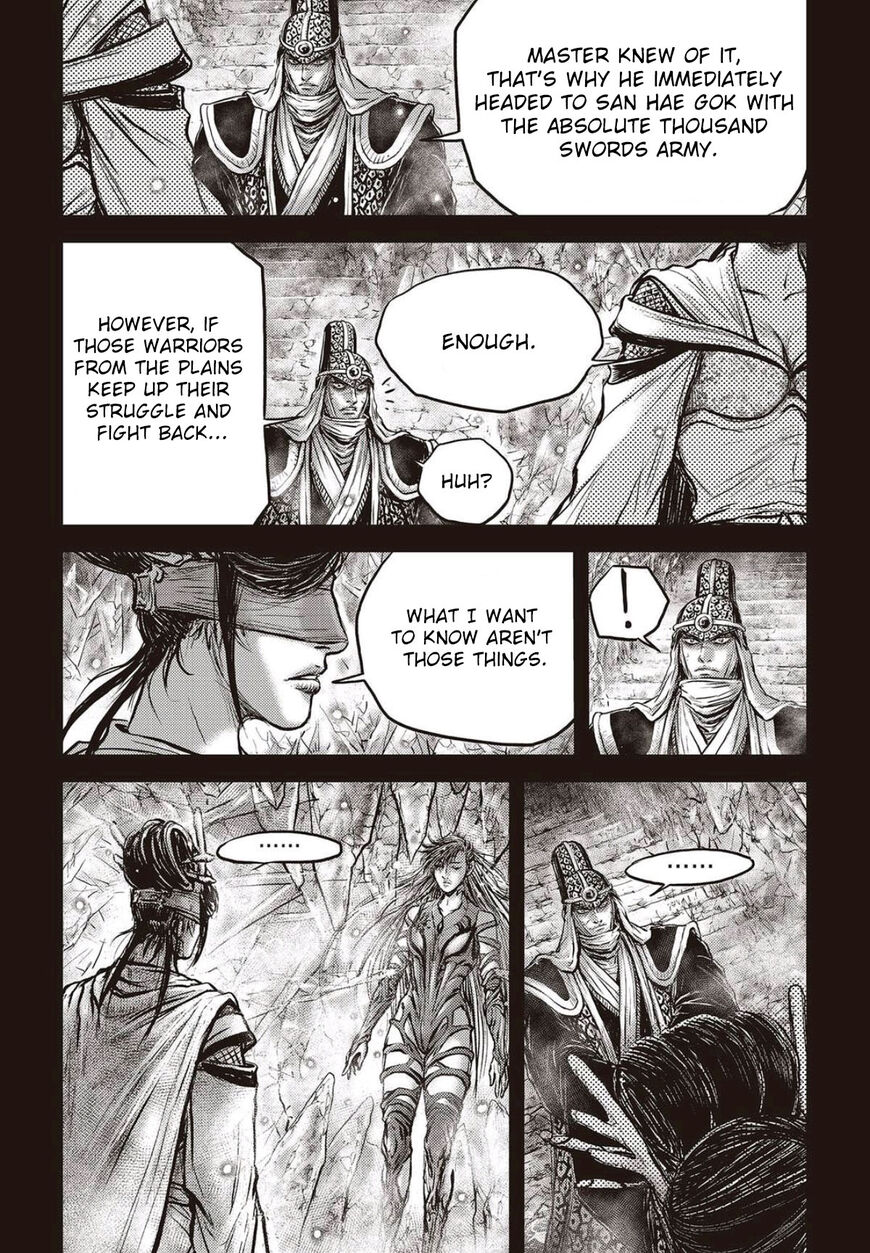 MASTER KNEW OF IT,
THAT'S WHY HE IMMEDIATELY
HEADED TO SAN HAE GOK WITH
THE ABSOLUTE THOUSAND
SWORDS ARMY.
HOWEVER, IF
THOSE WARRIORS
FROM THE PLAINS
KEEP UP THEIR
STRUGGLE AND
FIGHT BACK...
ENOUGH.
HUH?
WHAT I WANT
TO KNOW AREN'T
THOSE THINGS.
!
......
......